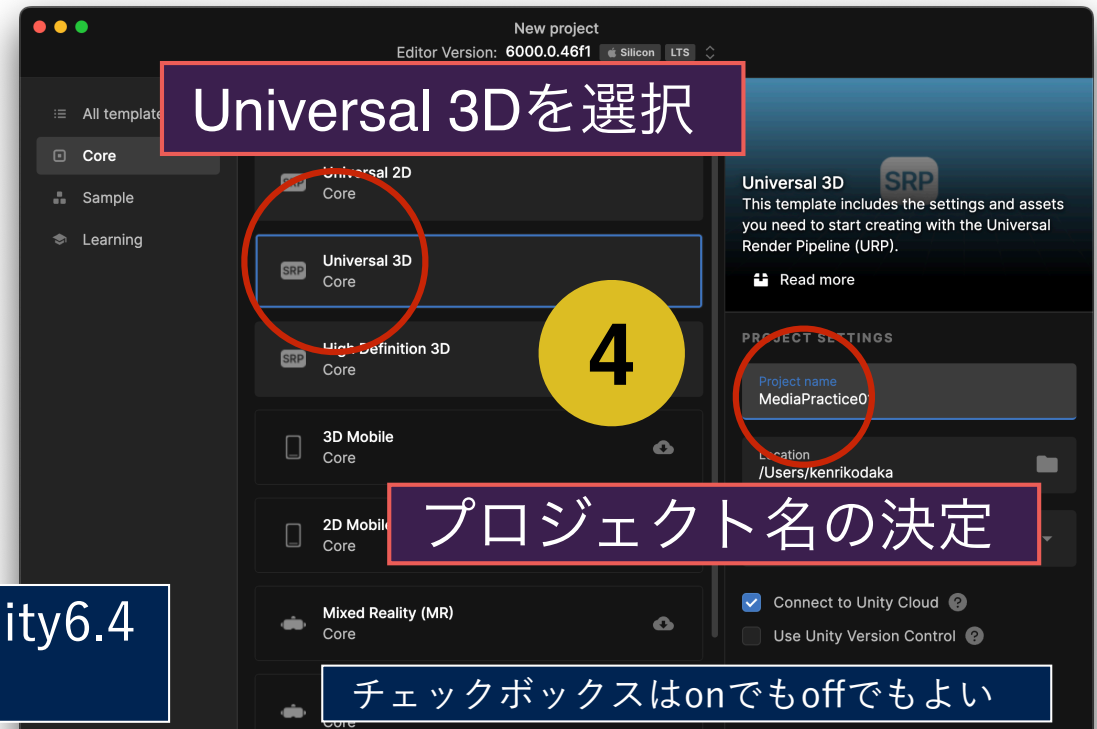 New project
Editor Version: 6000.0.46f1 Silicon LTS
Universal 3Dを選択
All template
Core
Sample
Learning
Universal 2D
Core
SRP
Universal 3D
Core
SRP
High Definition 3D
Core
3D Mobile
Core
2D Mobile
Core
Mixed Reality (MR)
Core
Core
4
SRP
Universal 3D
This template includes the settings and assets
you need to start creating with the Universal
Render Pipeline (URP).
Read more
PROJECT SETTINGS
Project name
MediaPractice01
Location
/Users/kenrikodaka
プロジェクト名の決定
Connect to Unity Cloud ?
Use Unity Version Control ?
ity6.4
チェックボックスはonでもoffでもよい